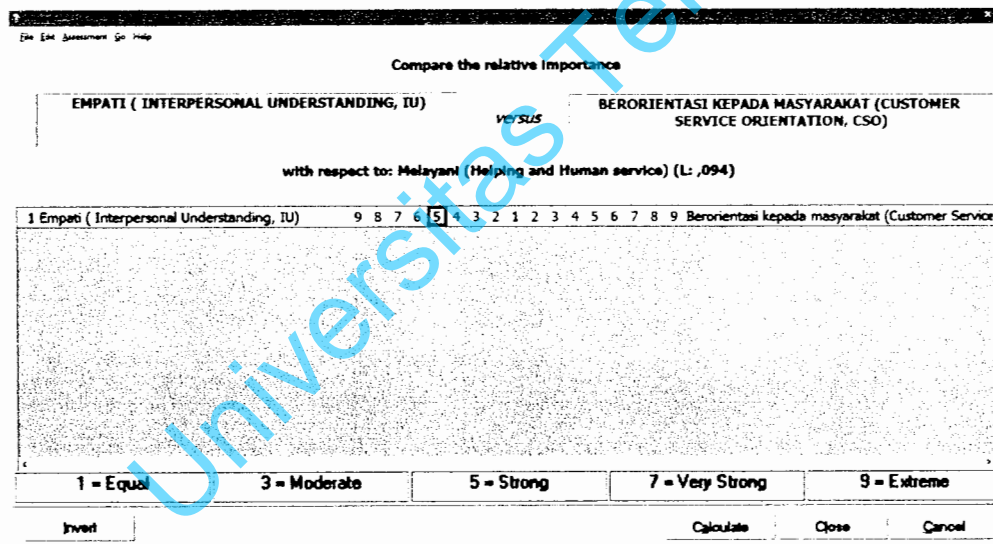 File Edit Assessment Go Help
Compare the relative importance
EMPATI ( INTERPERSONAL UNDERSTANDING, IU)
versus
BERORIENTASI KEPADA MASYARAKAT (CUSTOMER
SERVICE ORIENTATION, CSO)
with respect to: Melayani (Helping and Human service) (L: ,094)
1 Empati ( Interpersonal Understanding, IU) 9 8 7 6 5 4 3 2 1 2 3 4 5 6 7 8 9 Berorientasi kepada masyarakat (Customer Service
1 = Equal 3 = Moderate 5 = Strong 7 = Very Strong 9 = Extreme
Invert Calculate Close Cancel
Universitas Ter